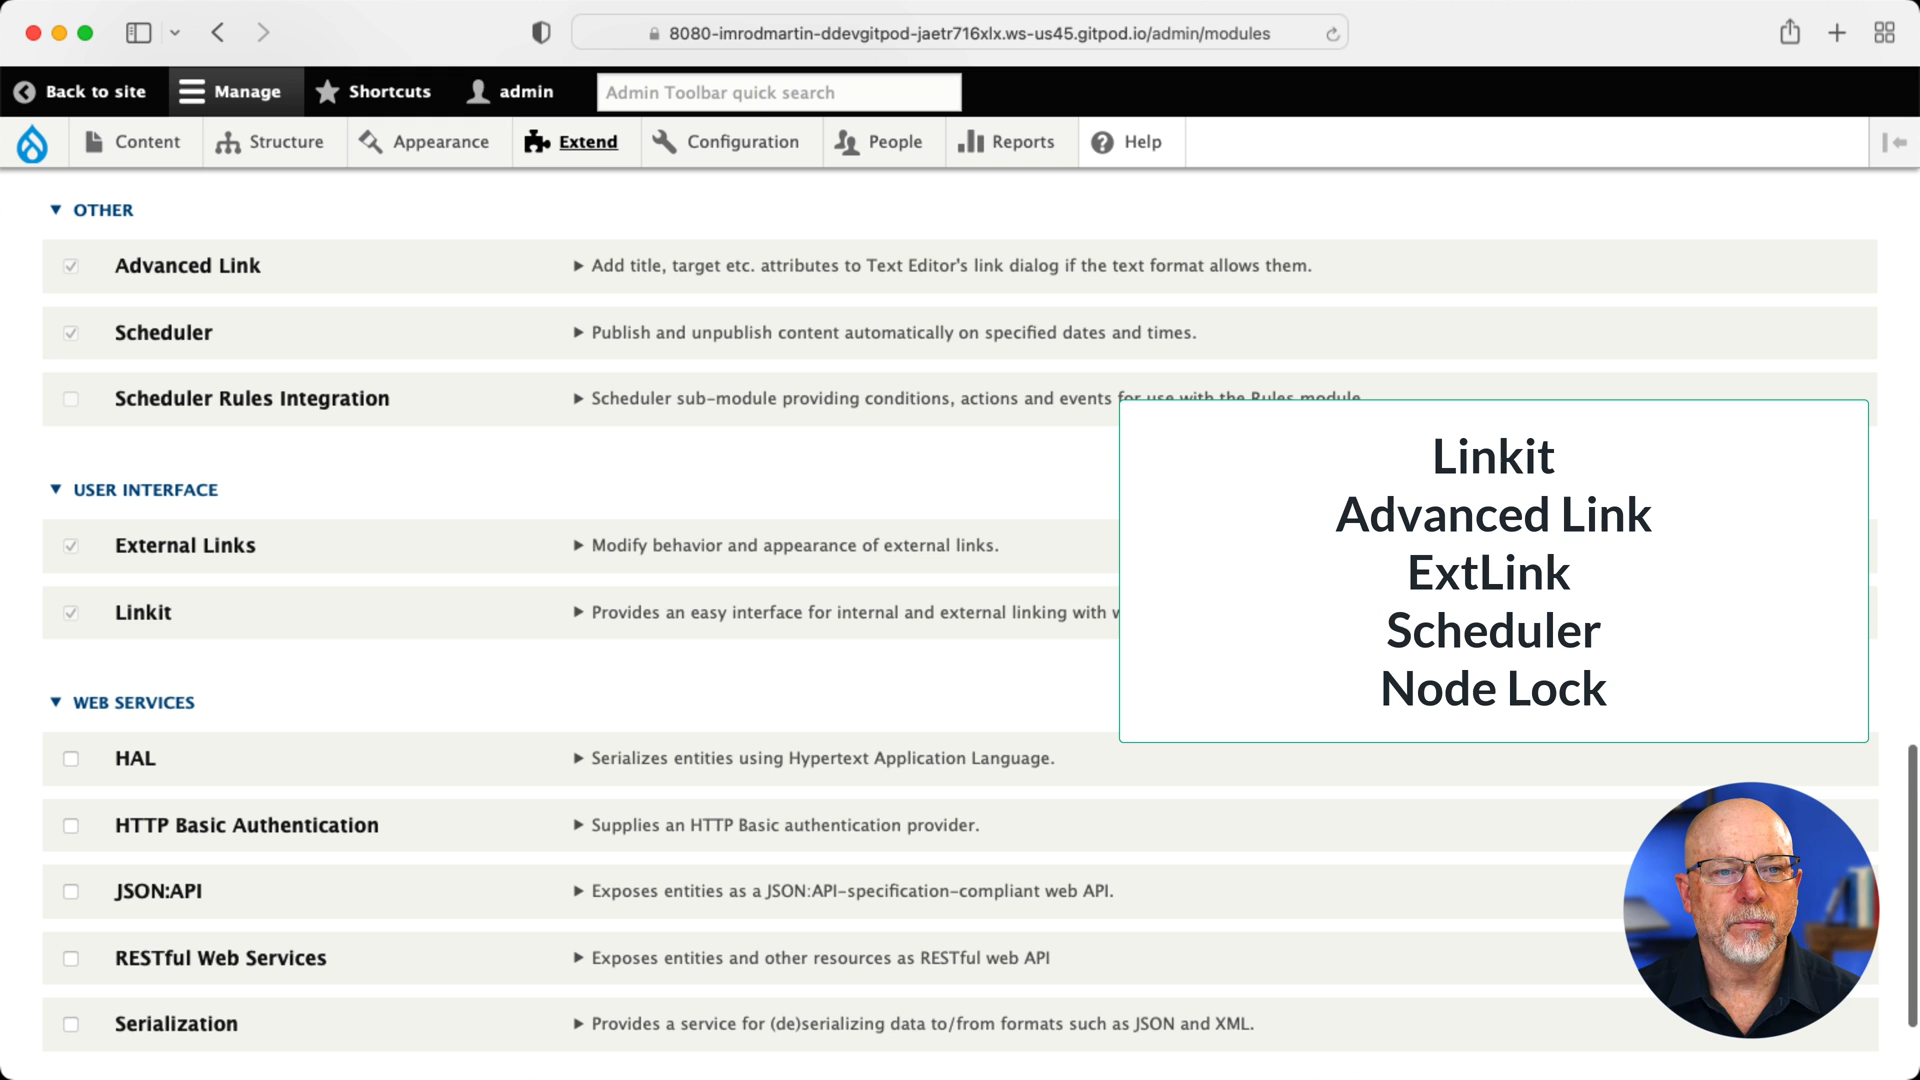 8080-imrodmartin-ddevgitpod-jaetr716xlx.ws-us45.gitpod.io/admin/modules
Back to site Manage Shortcuts admin Admin Toolbar quick search
Content Structure Appearance Extend Configuration People Reports Help
OTHER
Advanced Link Add title, target etc. attributes to Text Editor's link dialog if the text format allows them.
Scheduler Publish and unpublish content automatically on specified dates and times.
Scheduler Rules Integration Scheduler sub-module providing conditions, actions and events for use with the Rules module.
USER INTERFACE
External Links Modify behavior and appearance of external links.
Linkit Provides an easy interface for internal and external linking with
WEB SERVICES
HAL Serializes entities using Hypertext Application Language.
HTTP Basic Authentication Supplies an HTTP Basic authentication provider.
JSON:API Exposes entities as a JSON:API-specification-compliant web API.
RESTful Web Services Exposes entities and other resources as RESTful web API
Serialization Provides a service for (de)serializing data to/from formats such as JSON and XML.
Linkit
Advanced Link
ExtLink
Scheduler
Node Lock